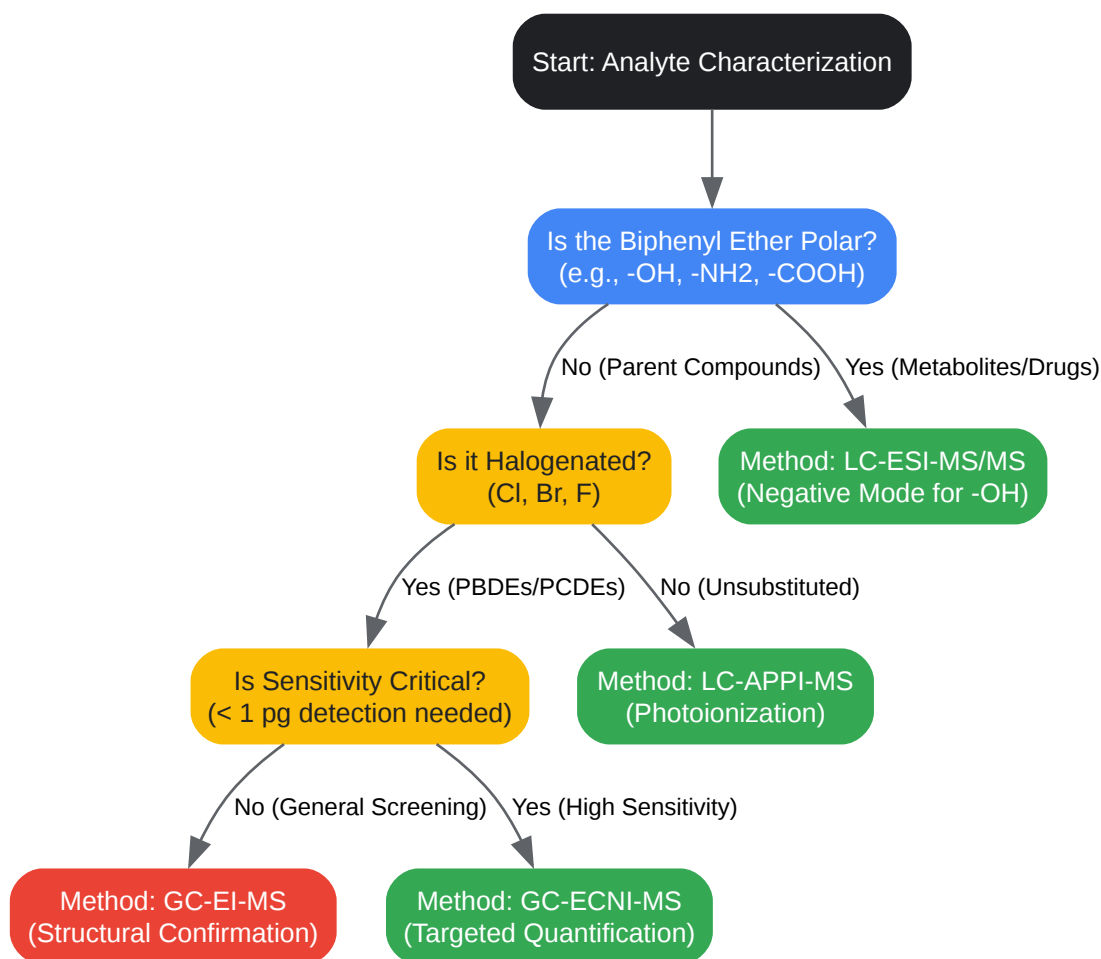 Start: Analyte Characterization
Is the Biphenyl Ether Polar?
(e.g., -OH, -NH2, -COOH)
No (Parent Compounds)
Yes (Metabolites/Drugs)
Is it Halogenated?
(Cl, Br, F)
Method: LC-ESI-MS/MS
(Negative Mode for -OH)
Yes (PBDEs/PCDEs)
No (Unsubstituted)
Is Sensitivity Critical?
(< 1 pg detection needed)
Method: LC-APPI-MS
(Photoionization)
No (General Screening)
Yes (High Sensitivity)
Method: GC-EI-MS
(Structural Confirmation)
Method: GC-ECNI-MS
(Targeted Quantification)